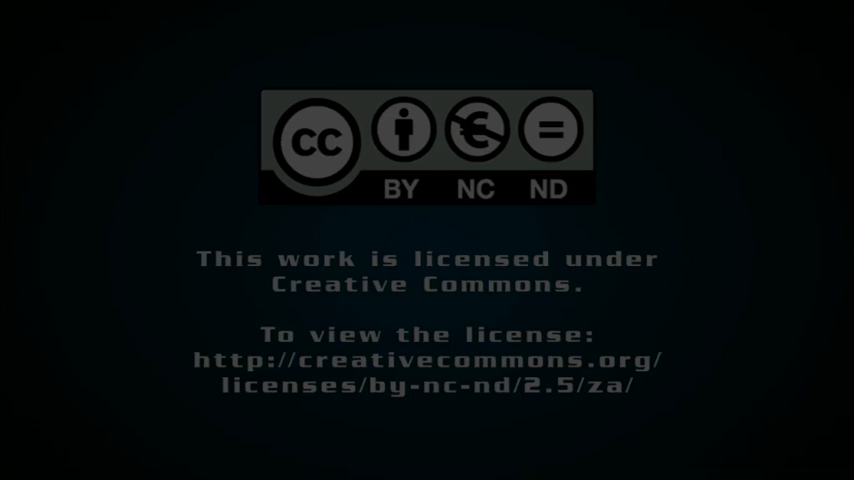 CC
BY NC ND
This work is licensed under
Creative Commons.
To view the license:
http://creativecommons.org/
licenses/by-nc-nd/2.5/za/